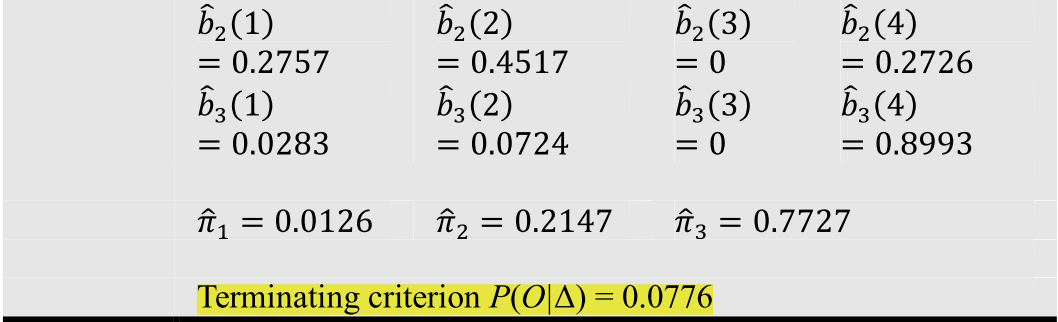 b̂₂(1) b̂₂(2) b̂₂(3) b̂₂(4)
= 0.2757 = 0.4517 = 0 = 0.2726
b̂₃(1) b̂₃(2) b̂₃(3) b̂₃(4)
= 0.0283 = 0.0724 = 0 = 0.8993
π̂₁ = 0.0126 π̂₂ = 0.2147 π̂₃ = 0.7727
Terminating criterion P(O|Δ) = 0.0776